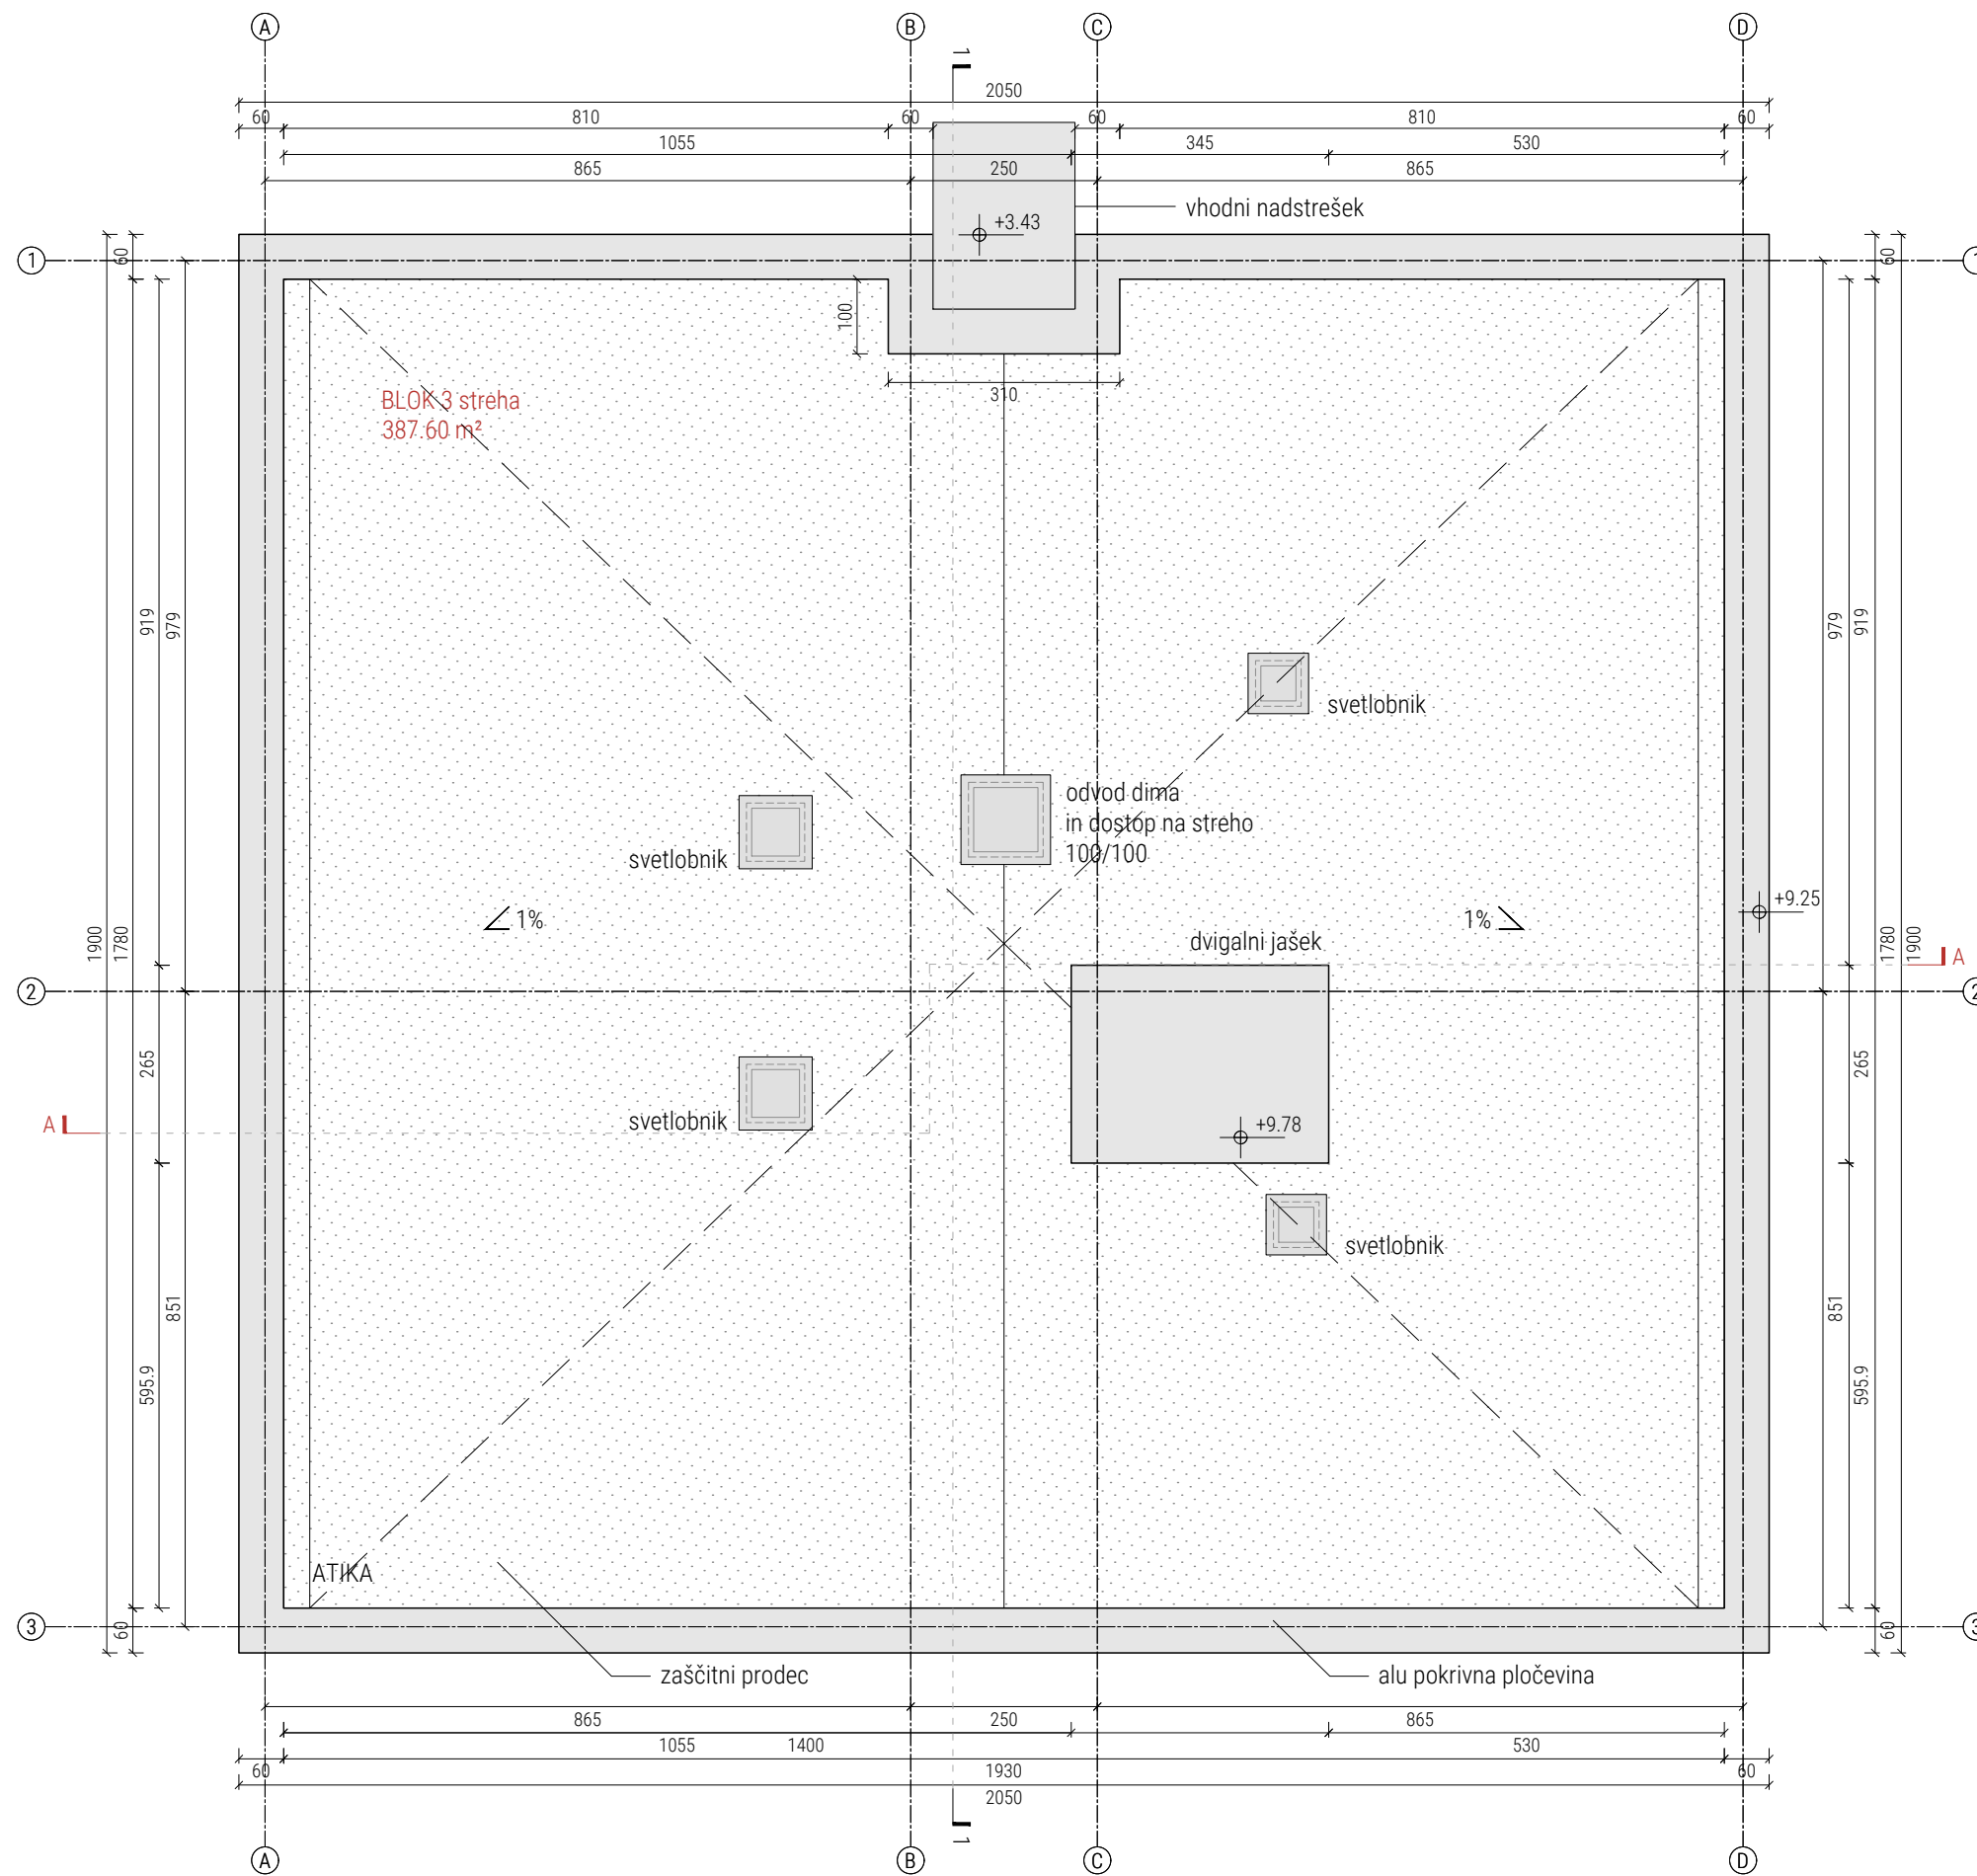 A
B
C
D
1
2050
60
810
60
60
810
60
1055
345
530
865
250
865
vhodni nadstrešek
+3.43
1
1
60
60
100
310
BLOK 3 streha
387.60 m²
919
979
979
919
svetlobnik
odvod dima
in dostop na streho
100/100
svetlobnik
1%
1%
+9.25
1900
1780
1780
1900
dvigalni jašek
A
2
2
265
265
svetlobnik
A
+9.78
svetlobnik
851
851
595.9
595.9
ATIKA
3
3
60
60
zaščitni prodec
alu pokrivna pločevina
865
250
865
1055
1400
530
60
1930
60
2050
1
A
B
C
D